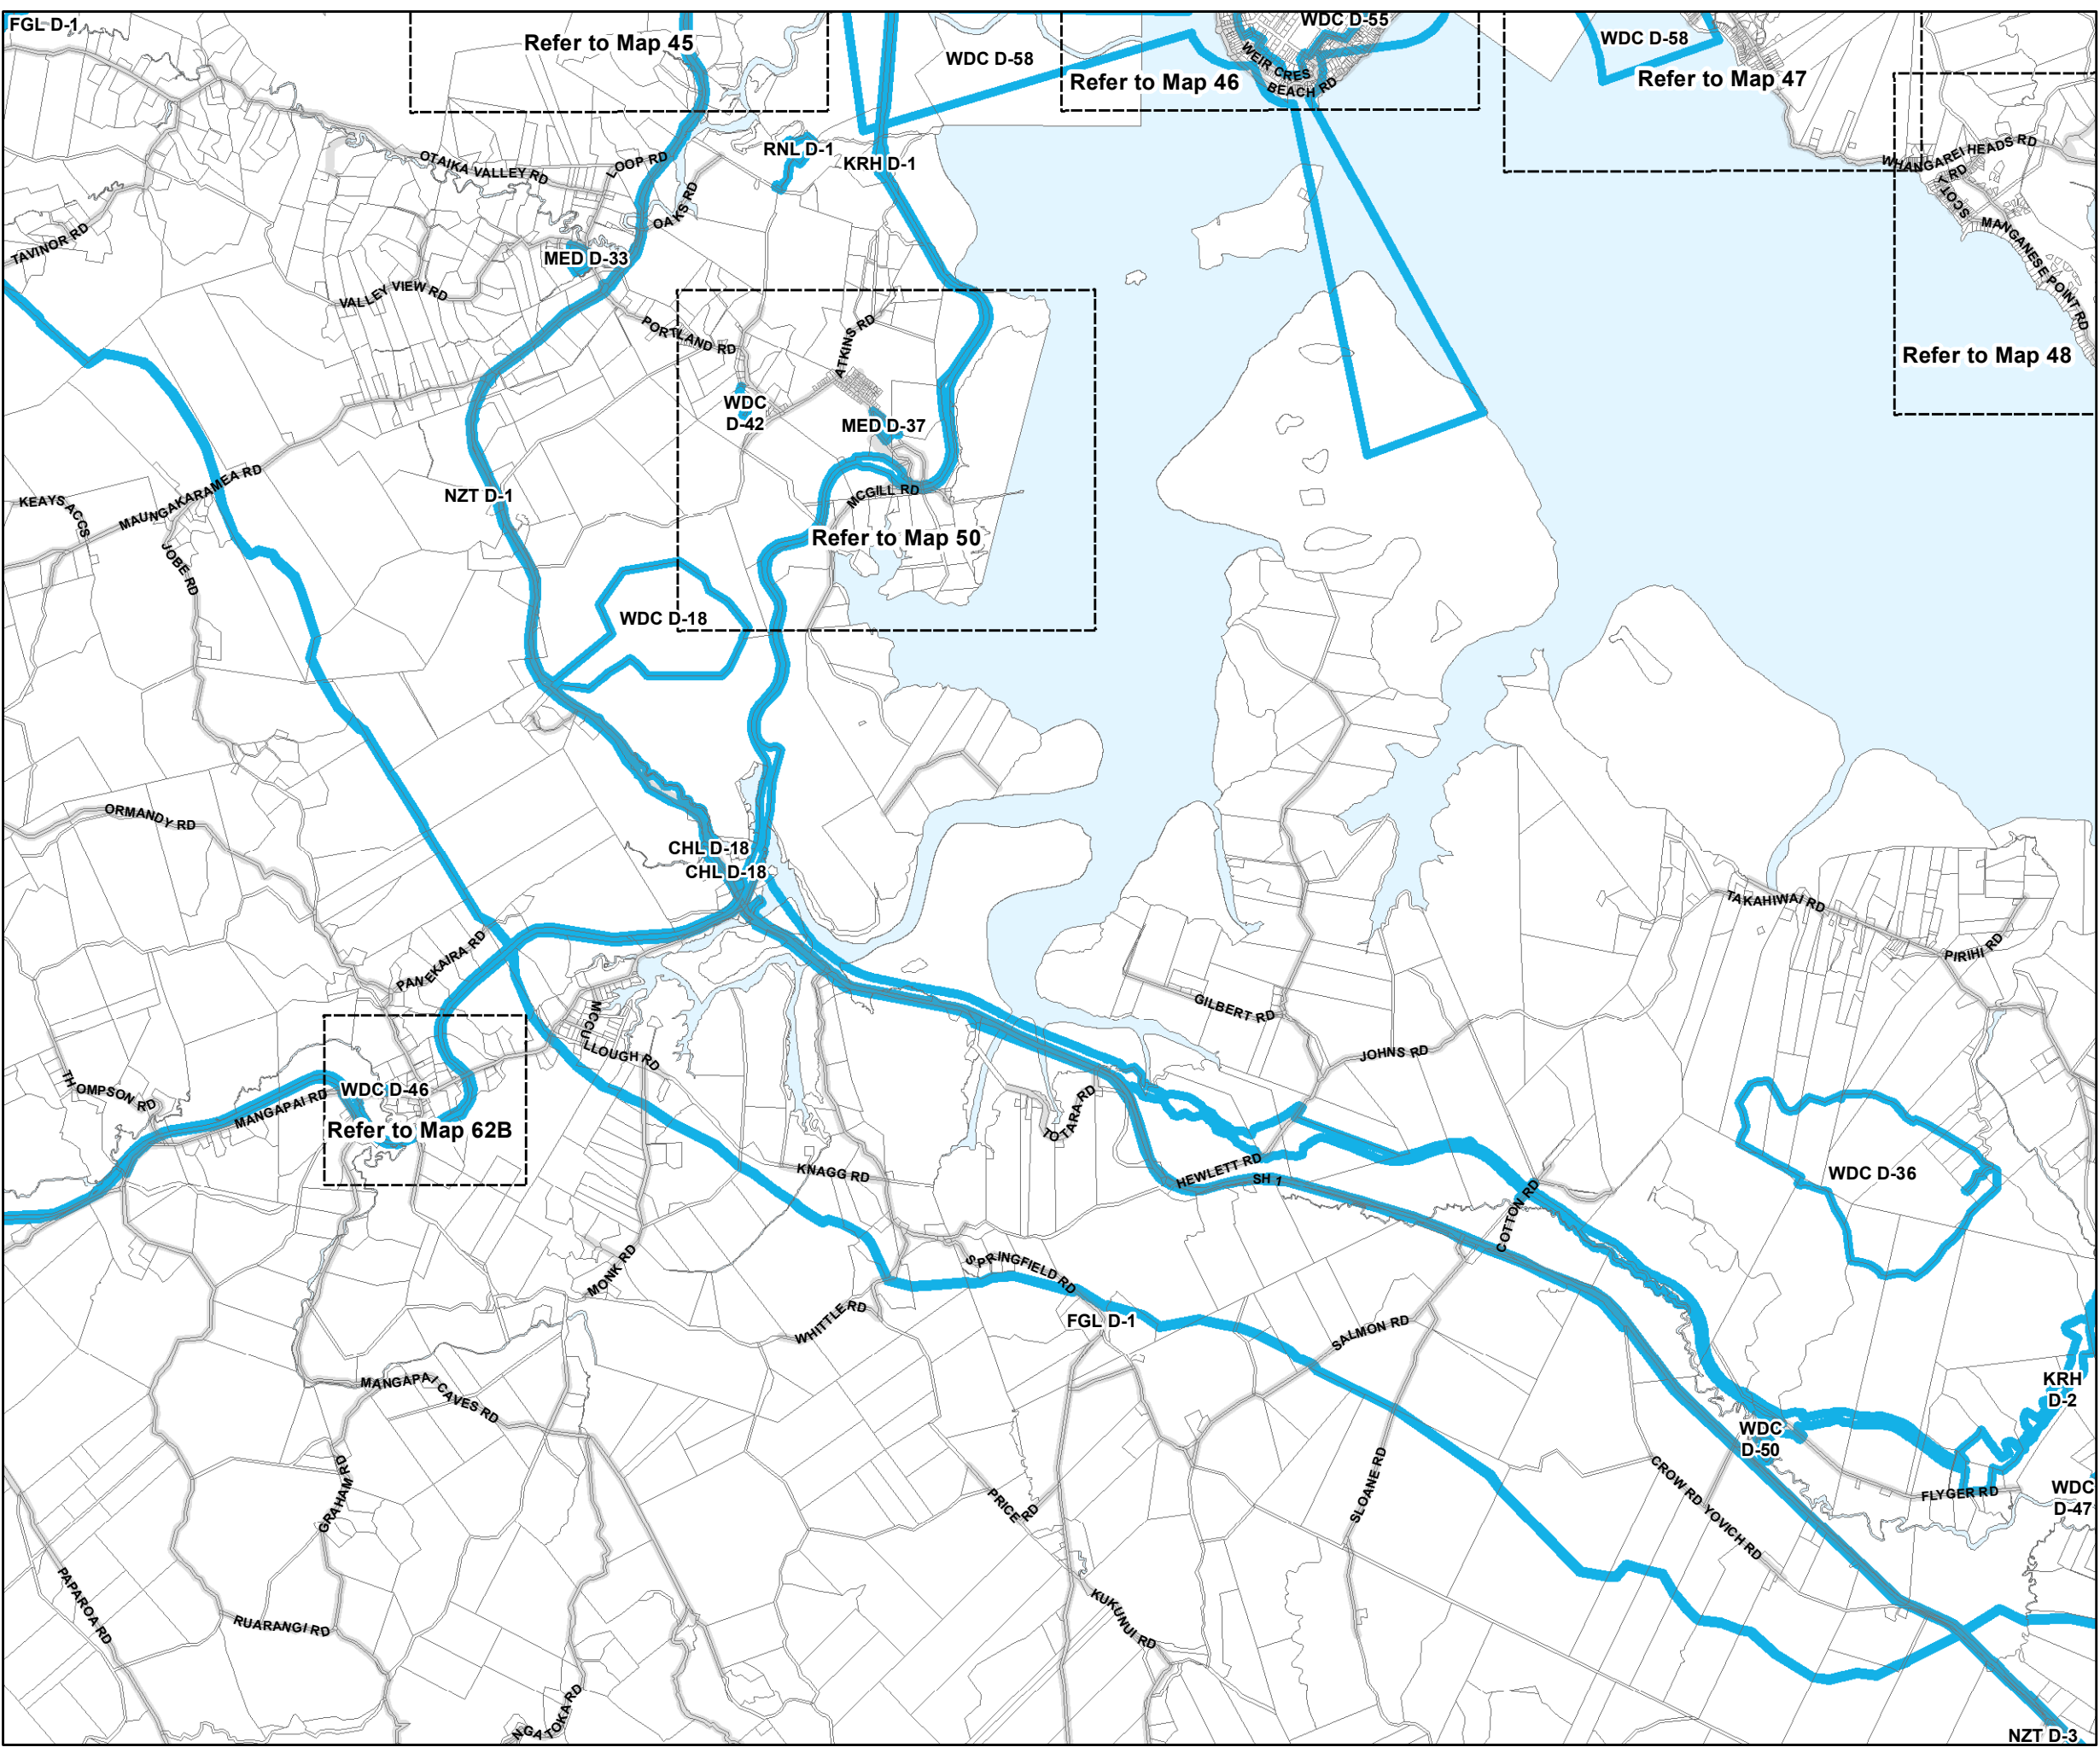 FGL D-1
Refer to Map 45
WDC D-58
WDC D-55
WEIR CRES
BEACH RD
Refer to Map 46
WDC D-58
Refer to Map 47
WHANGAREI HEADS RD
SCOTT RD
MANGANESE POINT RD
Refer to Map 48
OTAIKA VALLEY RD
LOOP RD
RNL D-1
KRH D-1
OAKS RD
TAVINOR RD
MED D-33
VALLEY VIEW RD
PORTLAND RD
ATKINS RD
WDC
D-42
MED D-37
MCGILL RD
Refer to Map 50
NZT D-1
KEAYS ACCS
MAUNGAKARAMEA RD
JOBE RD
WDC D-18
ORMANDY RD
CHL D-18
CHL D-18
TAKAHIWAI RD
PIRIHI RD
PANEKAIRA RD
MCCULLOUGH RD
GILBERT RD
JOHNS RD
THOMPSON RD
MANGAPAI RD
WDC D-46
Refer to Map 62B
TOTARA RD
KNAGG RD
HEWLETT RD
SH 1
COTTON RD
WDC D-36
MONK RD
SPRINGFIELD RD
WHITTLE RD
FGL D-1
SALMON RD
MANGAPAI CAVES RD
KRH
D-2
WDC
D-50
GRAHAM RD
PRICE RD
SLOANE RD
CROW RD
YOVICH RD
FLYGER RD
WDC
D-47
PAPAROA RD
RUARANGI RD
KUKUNUI RD
NGATOKA RD
NZT D-3